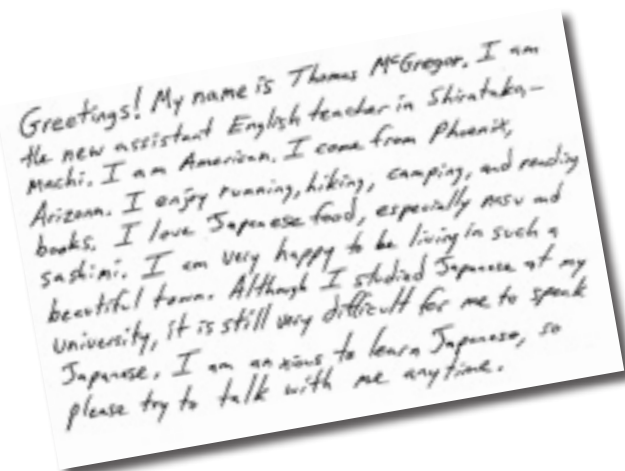 Greetings! My name is Thomas McGregor. I am
the new assistant English teacher in Shirataka-
machi. I am American. I come from Phoenix,
Arizona. I enjoy running, hiking, camping, and reading
books. I love Japanese food, especially nasu and
sashimi. I am very happy to be living in such a
beautiful town. Although I studied Japanese at my
university, it is still very difficult for me to speak
Japanese. I am anxious to learn Japanese, so
please try to talk with me anytime.